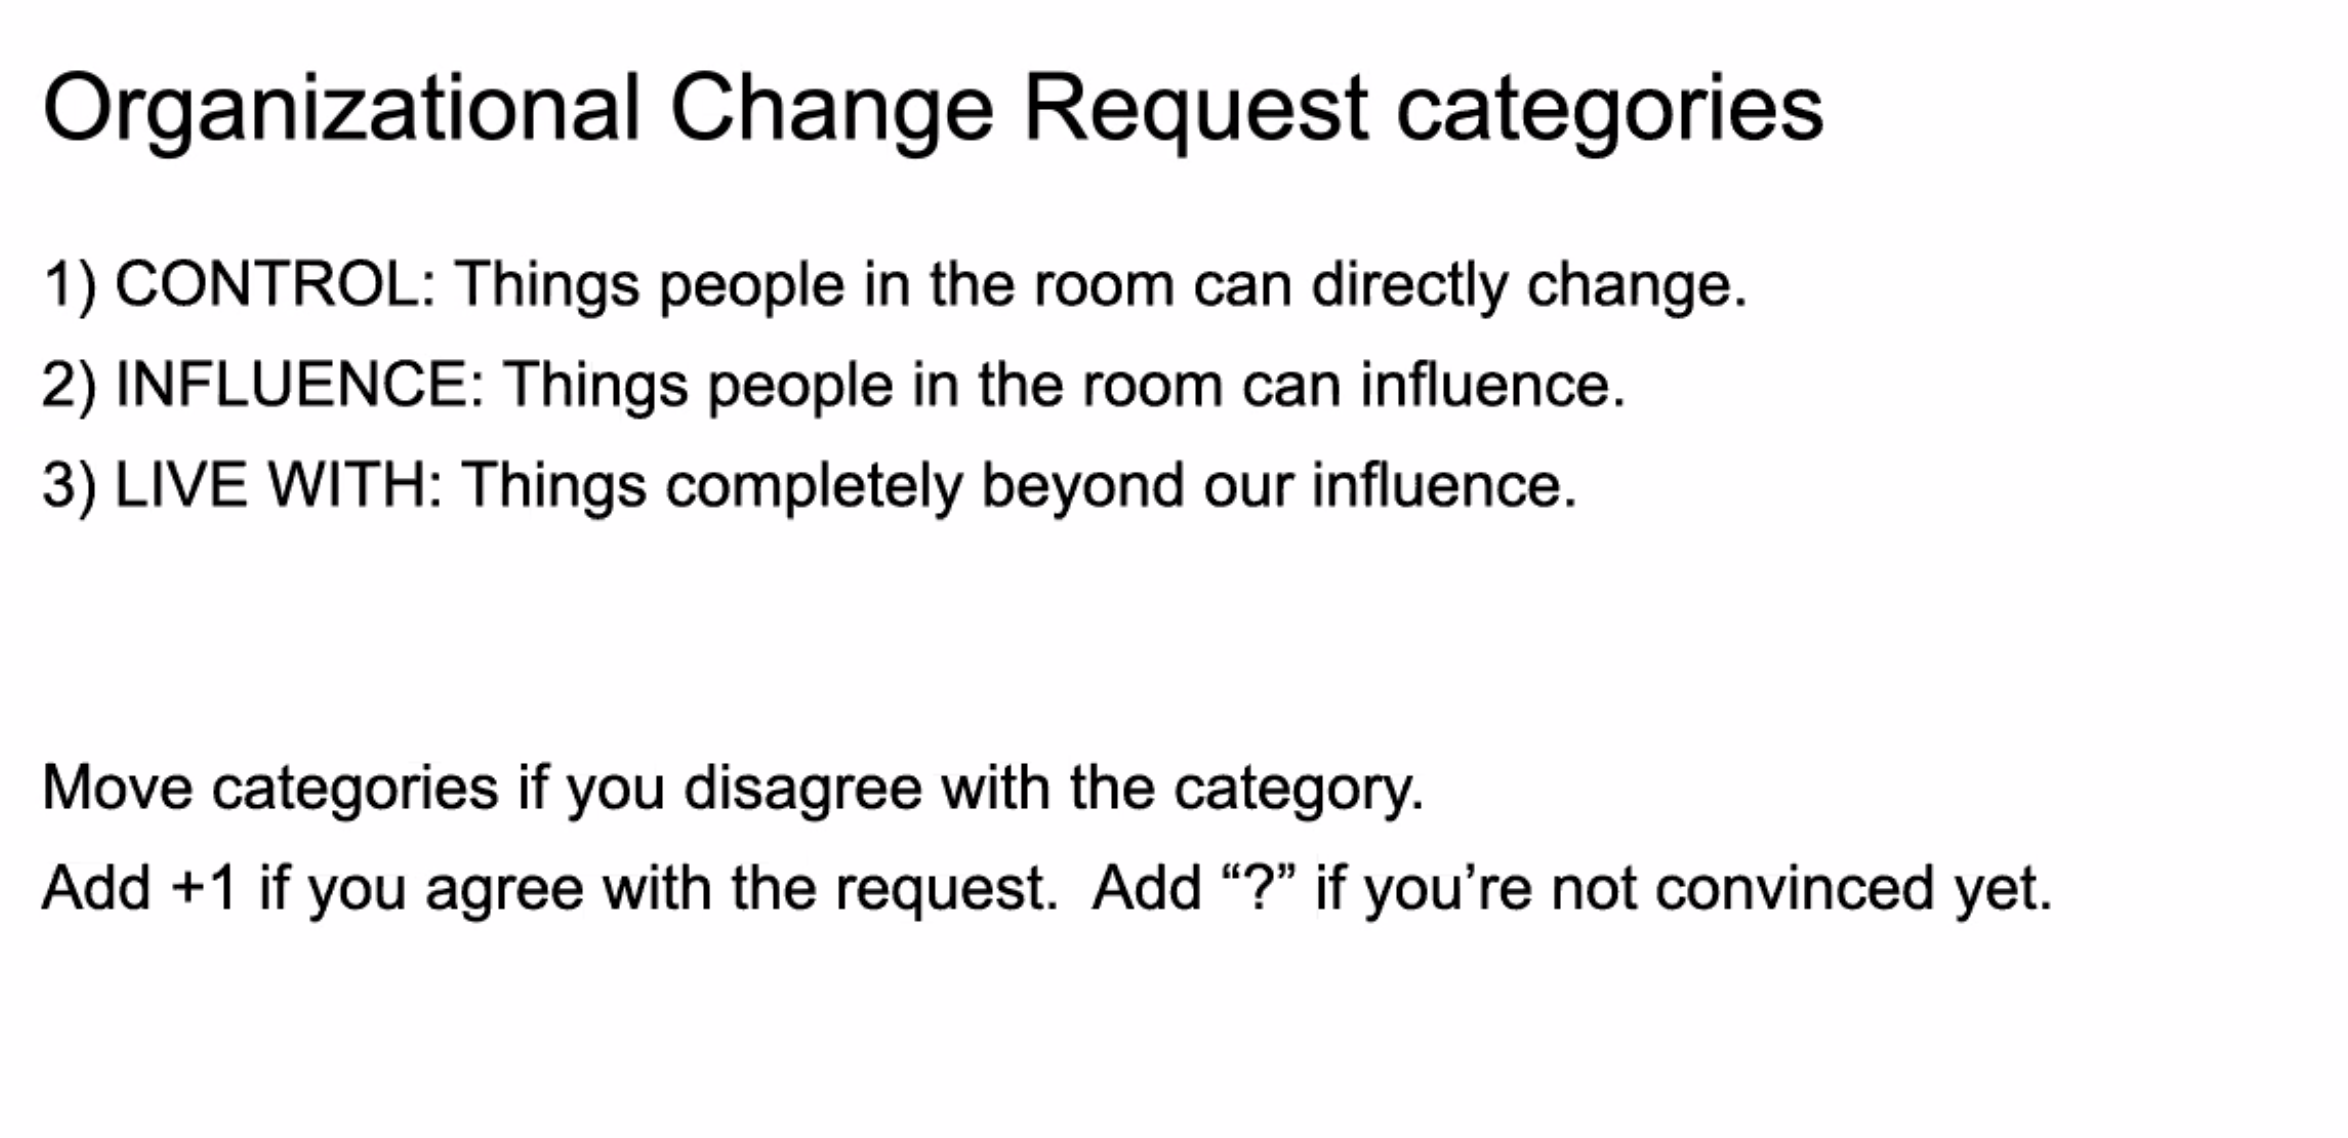 Organizational Change Request categories
1) CONTROL: Things people in the room can directly change.
2) INFLUENCE: Things people in the room can influence.
3) LIVE WITH: Things completely beyond our influence.
Move categories if you disagree with the category.
Add +1 if you agree with the request.  Add “?” if you’re not convinced yet.